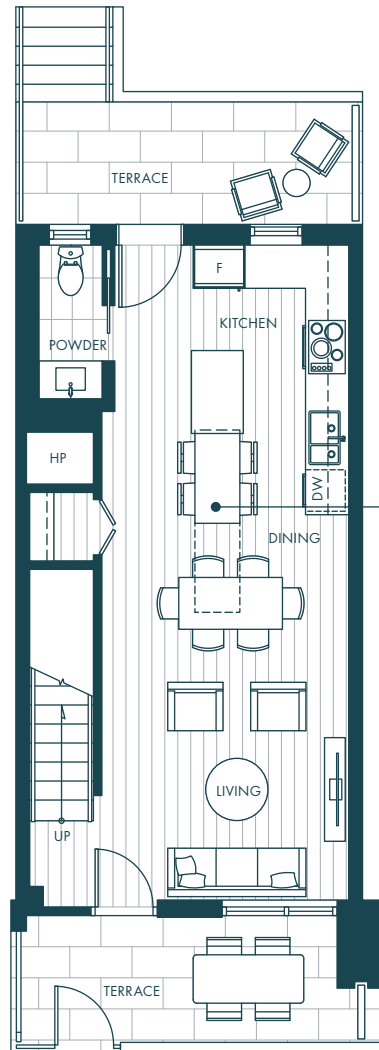 TERRACE
F
KITCHEN
POWDER
HP
DW
DINING
LIVING
UP
TERRACE